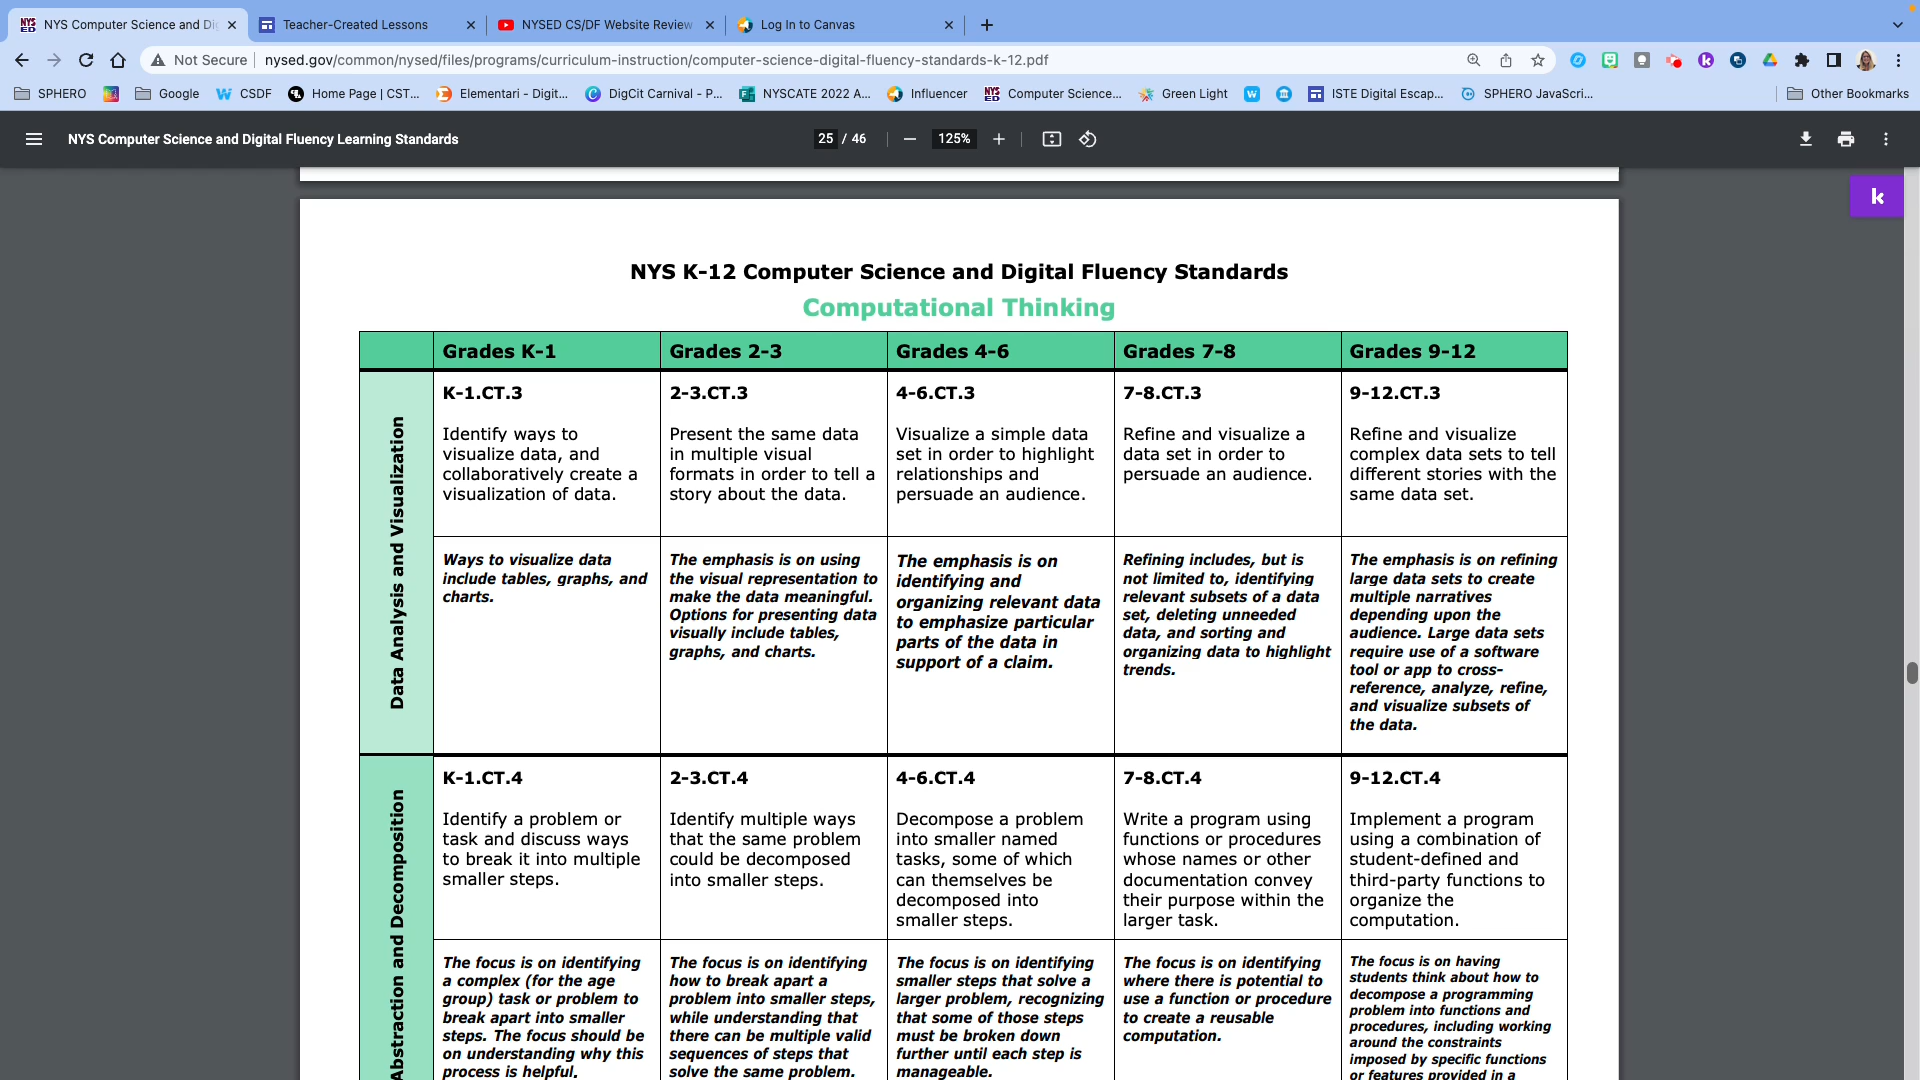 NYS Computer Science and Dig
Teacher-Created Lessons
NYSED CS/DF Website Review
Log In to Canvas
Not Secure
nysed.gov/common/nysed/files/programs/curriculum-instruction/computer-science-digital-fluency-standards-k-12.pdf
SPHERO
Google
CSDF
Home Page | CST...
Elementari - Digit...
DigCit Carnival - P...
NYSCATE 2022 A...
Influencer
Computer Science...
Green Light
ISTE Digital Escap...
SPHERO JavaScri...
Other Bookmarks
NYS Computer Science and Digital Fluency Learning Standards
25 / 46
125%
k
NYS K-12 Computer Science and Digital Fluency Standards
Computational Thinking
Grades K-1
Grades 2-3
Grades 4-6
Grades 7-8
Grades 9-12
Data Analysis and Visualization
K-1.CT.3
Identify ways to
visualize data, and
collaboratively create a
visualization of data.
2-3.CT.3
Present the same data
in multiple visual
formats in order to tell a
story about the data.
4-6.CT.3
Visualize a simple data
set in order to highlight
relationships and
persuade an audience.
7-8.CT.3
Refine and visualize a
data set in order to
persuade an audience.
9-12.CT.3
Refine and visualize
complex data sets to tell
different stories with the
same data set.
Ways to visualize data
include tables, graphs, and
charts.
The emphasis is on using
the visual representation to
make the data meaningful.
Options for presenting data
visually include tables,
graphs, and charts.
The emphasis is on
identifying and
organizing relevant data
to emphasize particular
parts of the data in
support of a claim.
Refining includes, but is
not limited to, identifying
relevant subsets of a data
set, deleting unneeded
data, and sorting and
organizing data to highlight
trends.
The emphasis is on refining
large data sets to create
multiple narratives
depending upon the
audience. Large data sets
require use of a software
tool or app to cross-
reference, analyze, refine,
and visualize subsets of
the data.
Abstraction and Decomposition
K-1.CT.4
Identify a problem or
task and discuss ways
to break it into multiple
smaller steps.
2-3.CT.4
Identify multiple ways
that the same problem
could be decomposed
into smaller steps.
4-6.CT.4
Decompose a problem
into smaller named
tasks, some of which
can themselves be
decomposed into
smaller steps.
7-8.CT.4
Write a program using
functions or procedures
whose names or other
documentation convey
their purpose within the
larger task.
9-12.CT.4
Implement a program
using a combination of
student-defined and
third-party functions to
organize the
computation.
The focus is on identifying
a complex (for the age
group) task or problem to
break apart into smaller
steps. The focus should be
on understanding why this
process is helpful.
The focus is on identifying
how to break apart a
problem into smaller steps,
while understanding that
there can be multiple valid
sequences of steps that
solve the same problem.
The focus is on identifying
smaller steps that solve a
larger problem, recognizing
that some of those steps
must be broken down
further until each step is
manageable.
The focus is on identifying
where there is potential to
use a function or procedure
to create a reusable
computation.
The focus is on having
students think about how to
decompose a programming
problem into functions and
procedures, including working
around the constraints
imposed by specific functions
or features provided in a